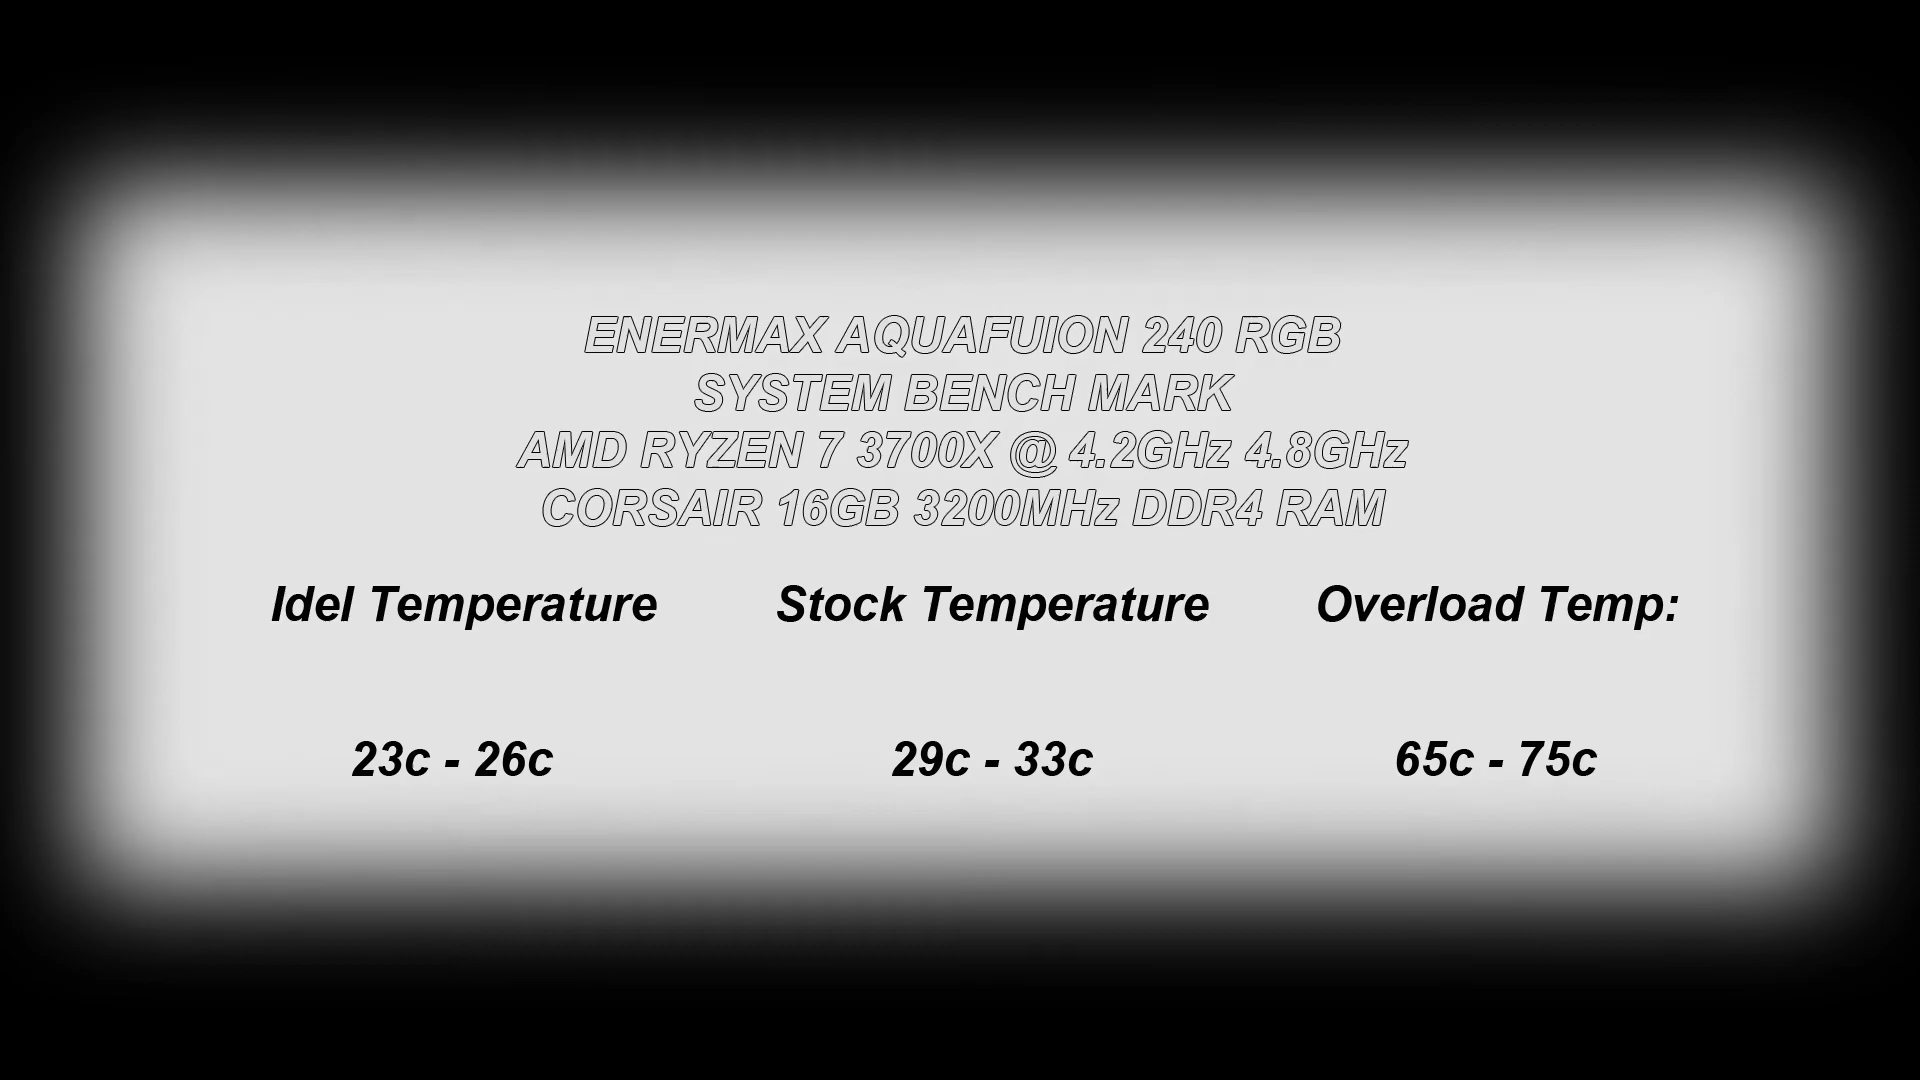 ENERMAX AQUAFUION 240 RGB
SYSTEM BENCH MARK
AMD RYZEN 7 3700X @ 4.2GHz 4.8GHz
CORSAIR 16GB 3200MHz DDR4 RAM
Idel Temperature Stock Temperature Overload Temp:
23c - 26c 29c - 33c 65c - 75c